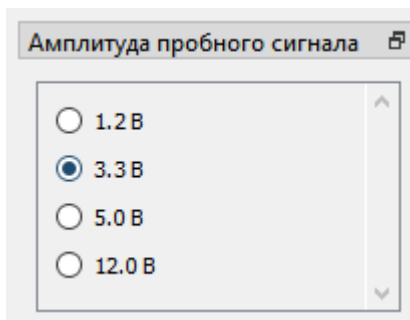 Амплитуда пробного сигнала
1.2 В
3.3 В
5.0 В
12.0 В